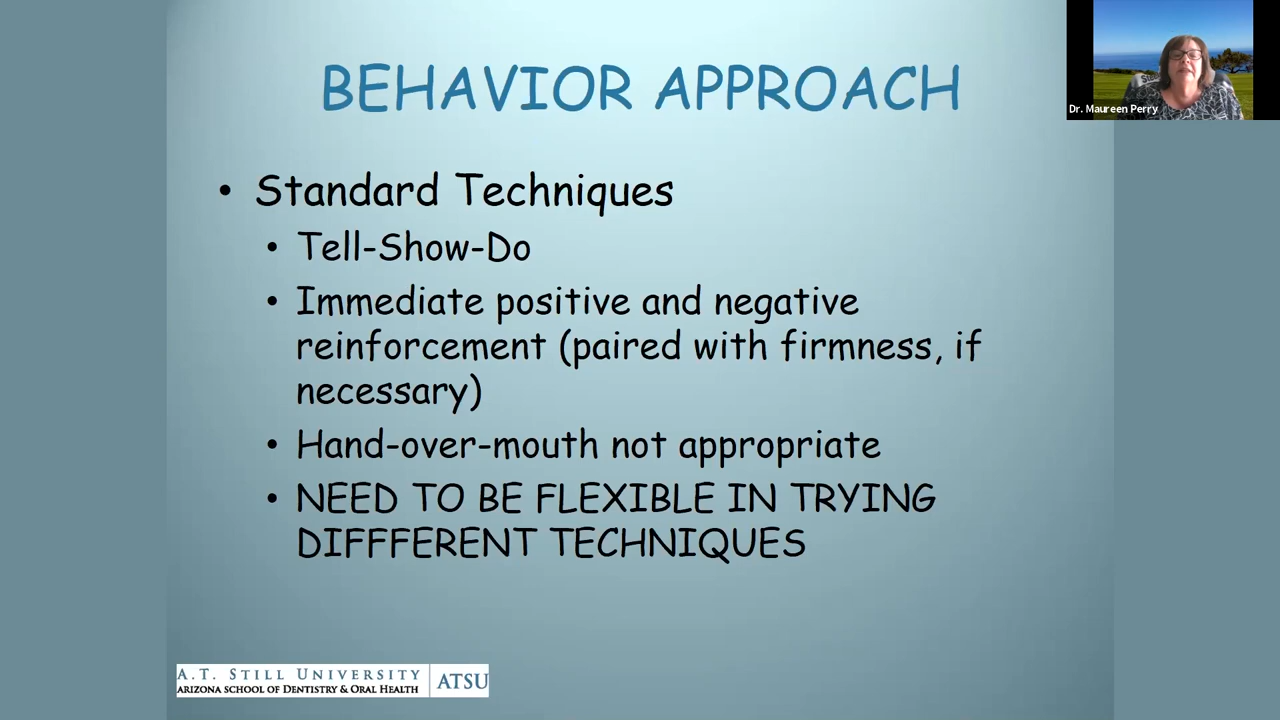 BEHAVIOR APPROACH
Dr. Maureen Perry
• Standard Techniques
• Tell-Show-Do
• Immediate positive and negative
reinforcement (paired with firmness, if
necessary)
• Hand-over-mouth not appropriate
• NEED TO BE FLEXIBLE IN TRYING
DIFFFERENT TECHNIQUES
A.T. STILL UNIVERSITY
ARIZONA SCHOOL OF DENTISTRY & ORAL HEALTH
ATSU